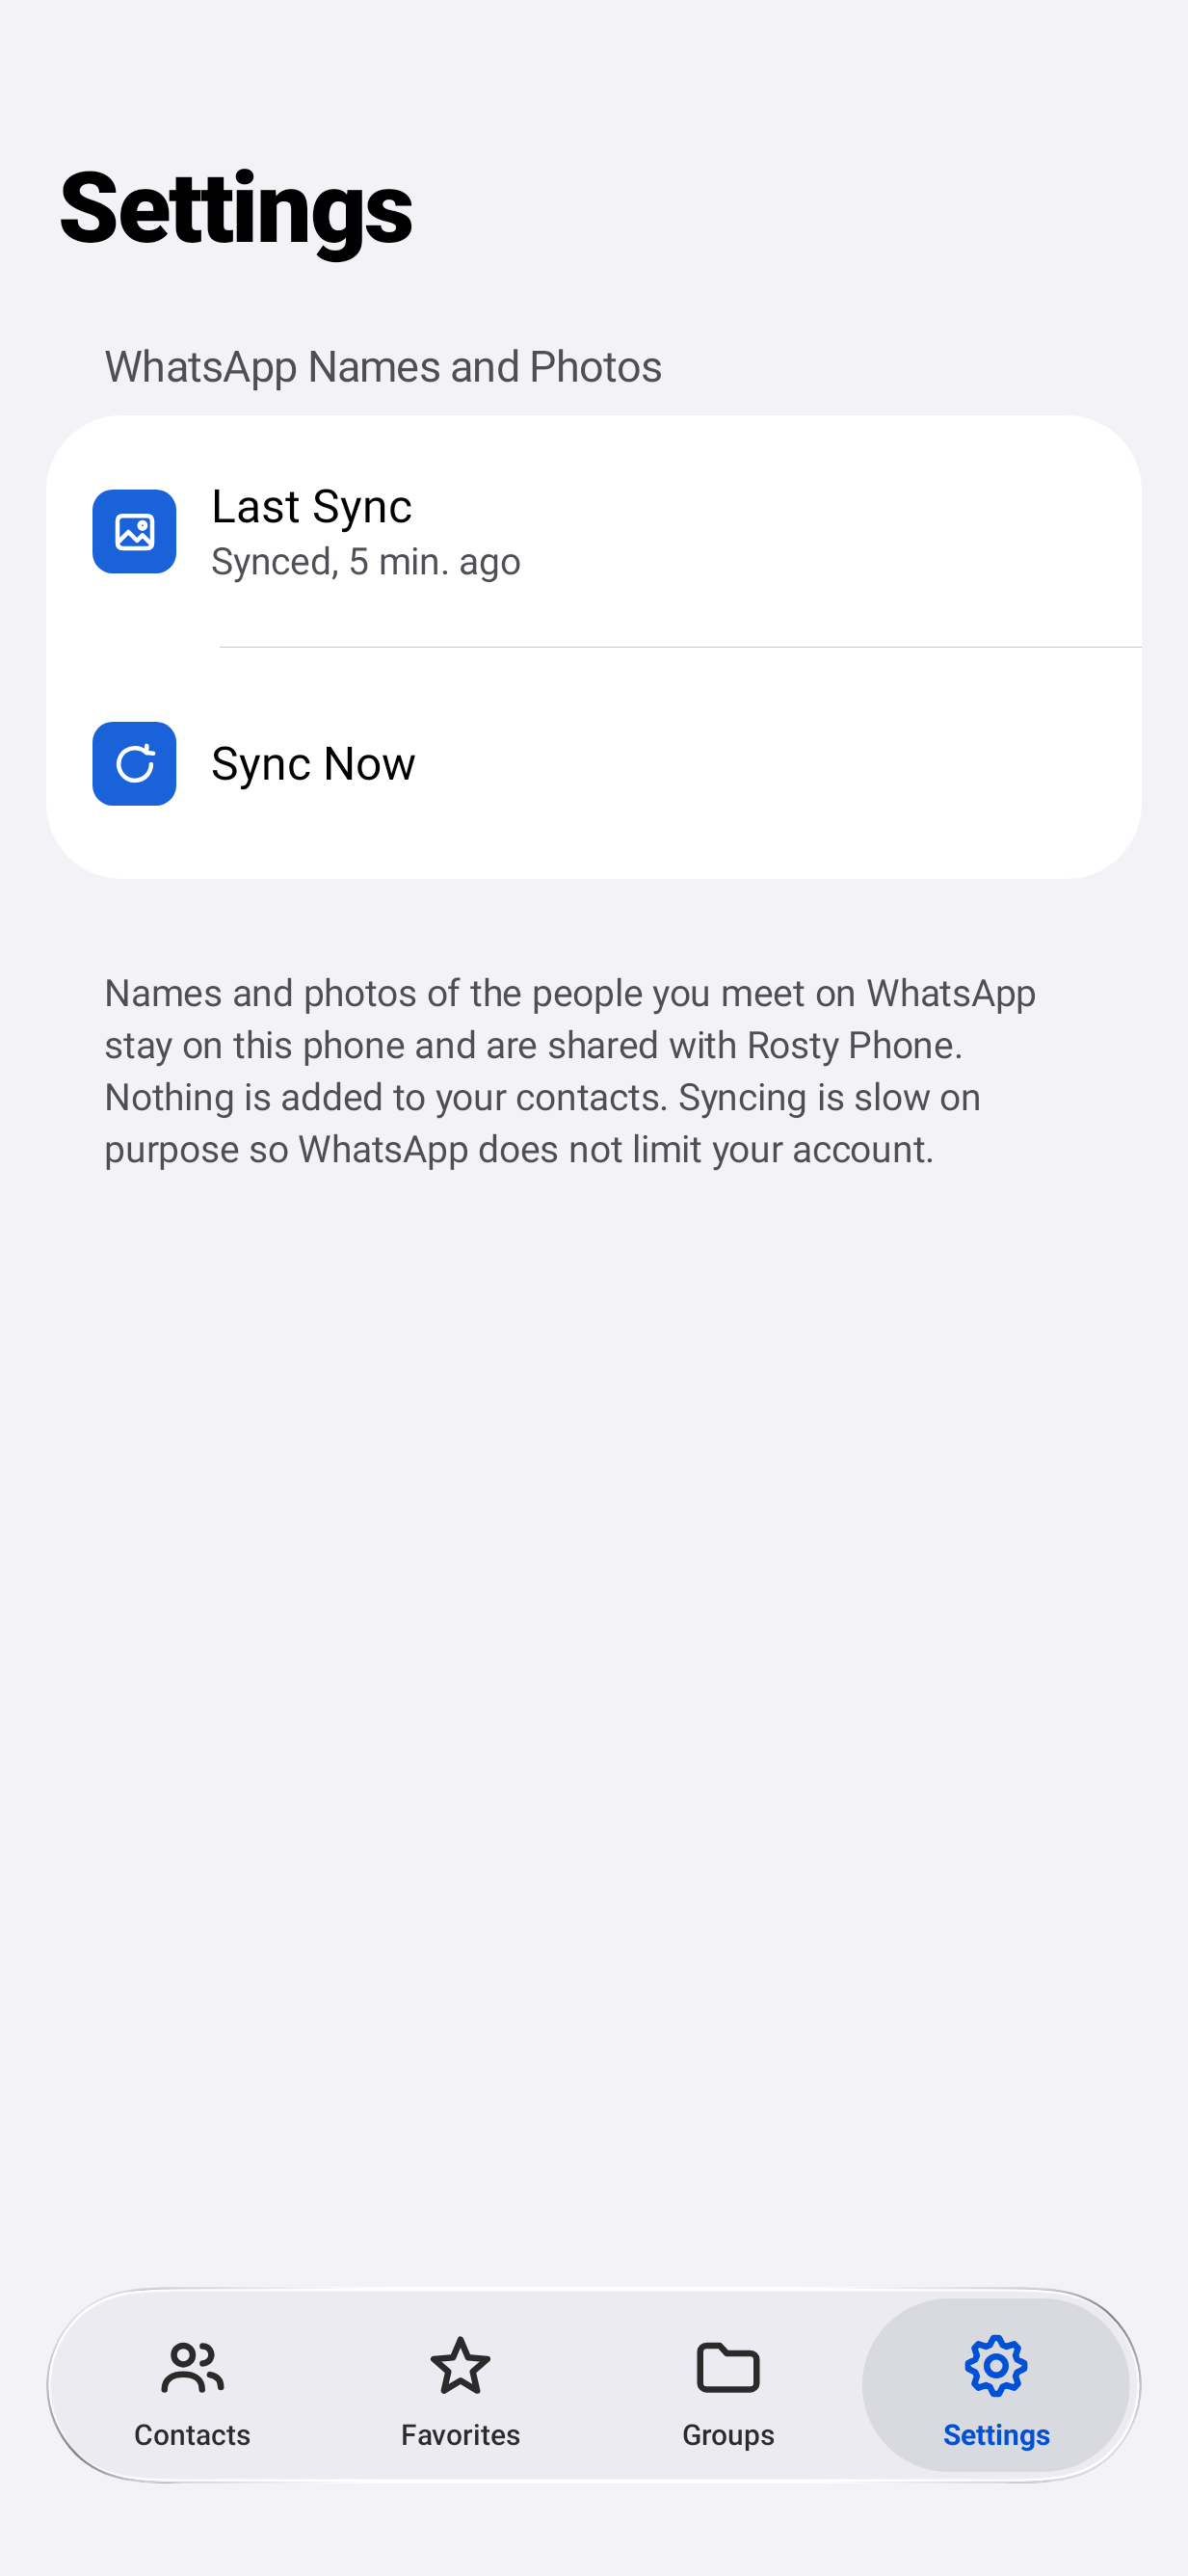 Settings
WhatsApp Names and Photos
Last Sync
Synced, 5 min. ago
Sync Now
Names and photos of the people you meet on WhatsApp
stay on this phone and are shared with Rosty Phone.
Nothing is added to your contacts. Syncing is slow on
purpose so WhatsApp does not limit your account.
Contacts
Favorites
Groups
Settings